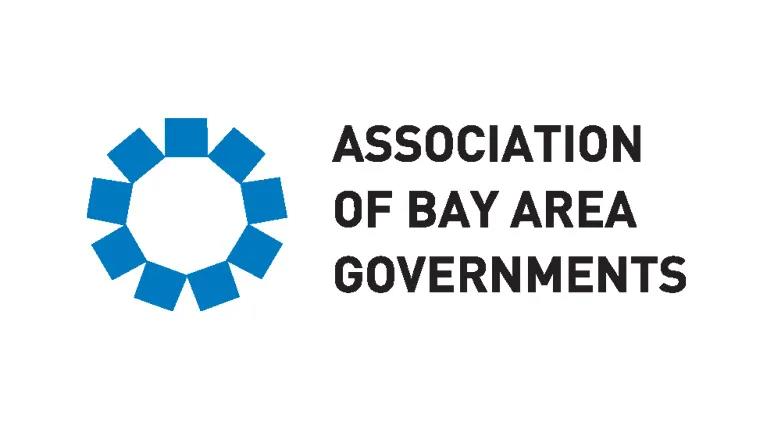 ASSOCIATION
OF BAY AREA
GOVERNMENTS